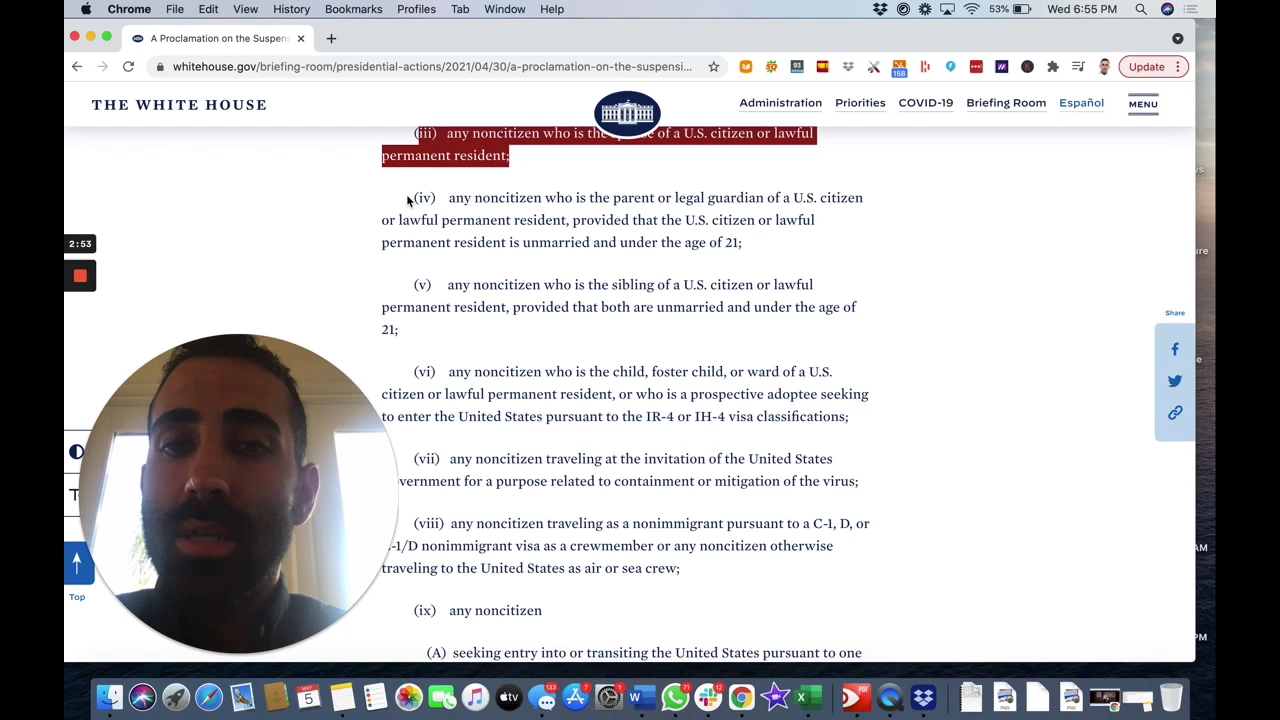 Chrome File Edit View History Bookmarks Profiles Tab Window Help 53% Wed 6:55 PM
A Proclamation on the Suspens
whitehouse.gov/briefing-room/presidential-actions/2021/04/30/a-proclamation-on-the-suspensi... 93 158 Update
THE WHITE HOUSE Administration Priorities COVID-19 Briefing Room Español MENU
(iii) any noncitizen who is the of a U.S. citizen or lawful
permanent resident;
(iv) any noncitizen who is the parent or legal guardian of a U.S. citizen
or lawful permanent resident, provided that the U.S. citizen or lawful
permanent resident is unmarried and under the age of 21;
2:53
(v) any noncitizen who is the sibling of a U.S. citizen or lawful
permanent resident, provided that both are unmarried and under the age of
21;
Share
any noncitizen who is the child, foster child, or ward of a U.S.
citizen or lawful permanent resident, or who is a prospective adoptee seeking
to enter the United States pursuant to the IR-4 or IH-4 visa classifications;
any noncitizen traveling at the invitation of the United States
related to containment or mitigation of the virus;
any noncitizen traveling as a nonimmigrant pursuant to a C-1, D, or
C-1/D visa as a crewmember or any noncitizen otherwise
traveling to the United States as air or sea crew;
Top
(ix) any noncitizen
(A) seeking entry into or transiting the United States pursuant to one
AM
PM
133 1 12